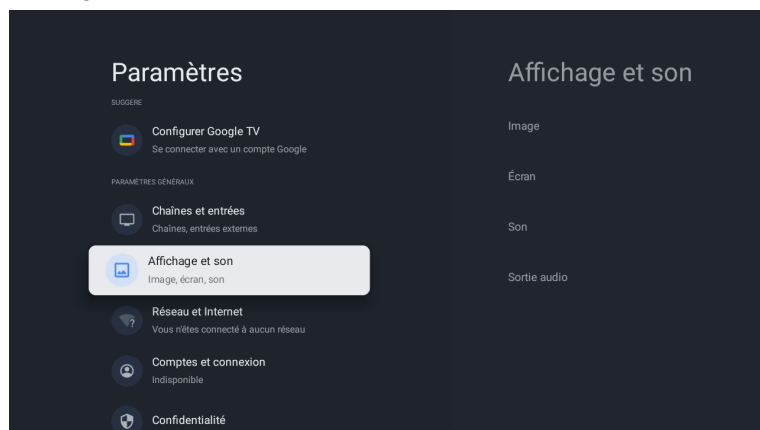 Paramètres
SUGGERE
Configurer Google TV
Se connecter avec un compte Google
PARAMÈTRES GÉNÉRAUX
Chaînes et entrées
Chaînes, entrées externes
Affichage et son
Image, écran, son
Réseau et Internet
Vous n'êtes connecté à aucun réseau
Comptes et connexion
Indisponible
Confidentialité
Affichage et son
Image
Écran
Son
Sortie audio